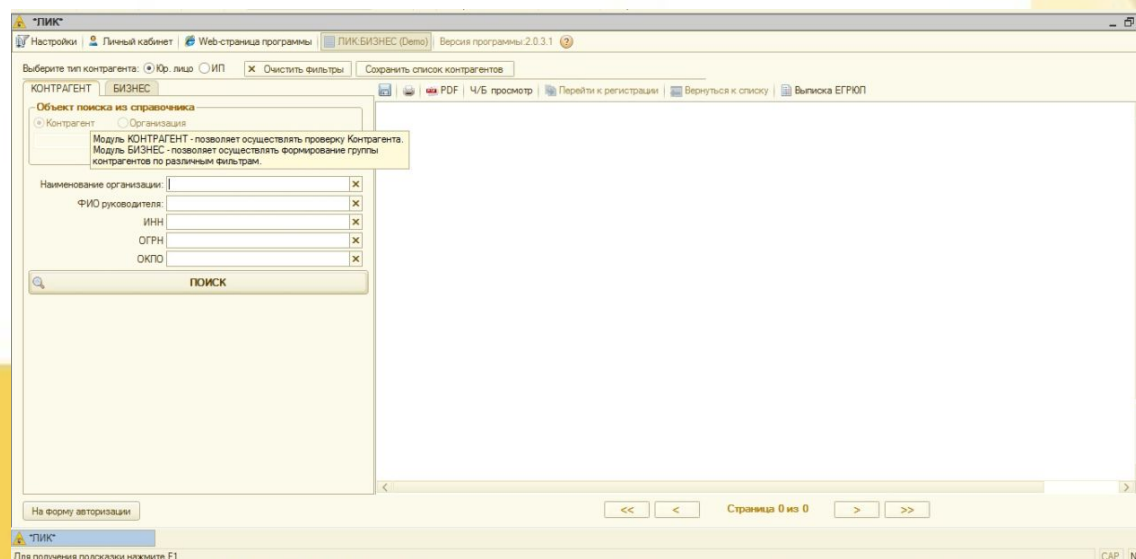 "ПИК"
Настройки Личный кабинет Web-страница программы ПИК:БИЗНЕС (Demo) Версия программы:2.0.3.1
Выберите тип контрагента: Юр. лицо ИП Очистить фильтры Сохранить список контрагентов
КОНТРАГЕНТ БИЗНЕС PDF Ч/Б просмотр Перейти к регистрации Вернуться к списку Выписка ЕГРЮЛ
Объект поиска из справочника
Контрагент Организация
Модуль КОНТРАГЕНТ - позволяет осуществлять проверку Контрагента.
Модуль БИЗНЕС - позволяет осуществлять формирование группы
контрагентов по различным фильтрам.
Наименование организации:
ФИО руководителя:
ИНН
ОГРН
ОКПО
ПОИСК
На форму авторизации << < Страница 0 из 0 > >>
"ПИК"
Для получения подсказки нажмите F1 CAP N